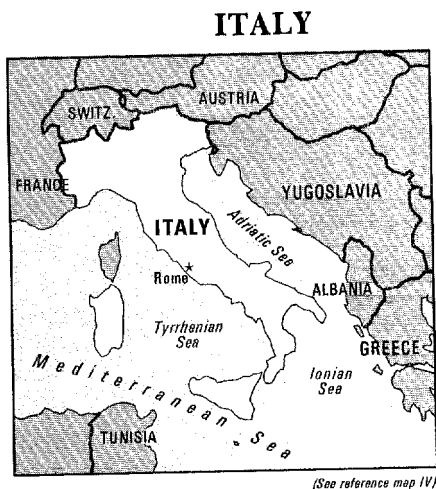 ITALY
SWITZ.
AUSTRIA
FRANCE
YUGOSLAVIA
ITALY
Adriatic Sea
Rome
ALBANIA
Tyrrhenian
Sea
GREECE
Mediterranean Sea
Ionian
Sea
TUNISIA
(See reference map IV)